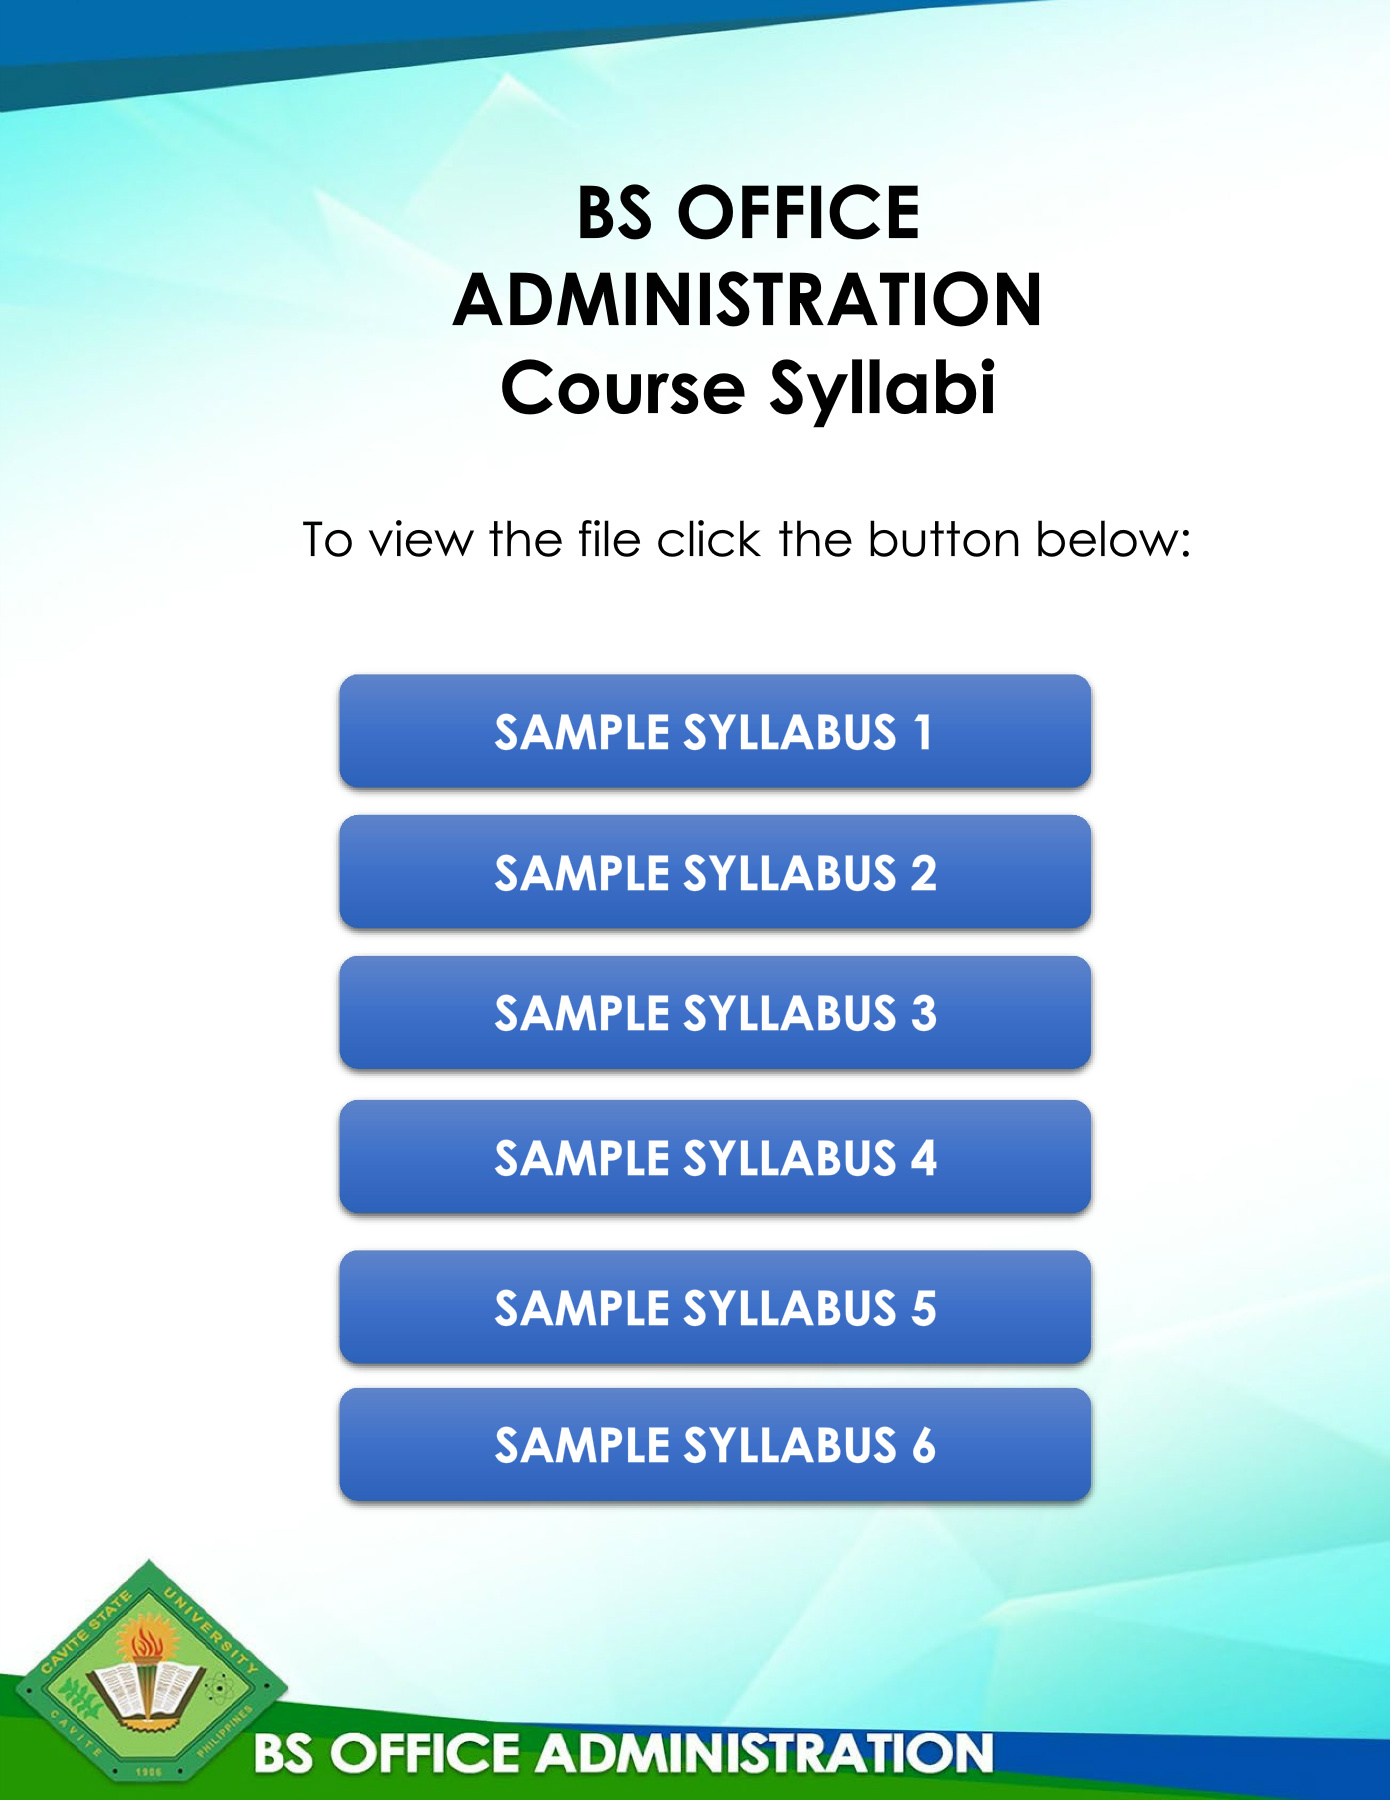 BS OFFICE
ADMINISTRATION
Course Syllabi
To view the file click the button below:
SAMPLE SYLLABUS 1
SAMPLE SYLLABUS 2
SAMPLE SYLLABUS 3
SAMPLE SYLLABUS 4
SAMPLE SYLLABUS 5
SAMPLE SYLLABUS 6
CAVITE STATE UNIVERSITY
CAVITE 1906 PHILIPPINES
BS OFFICE ADMINISTRATION